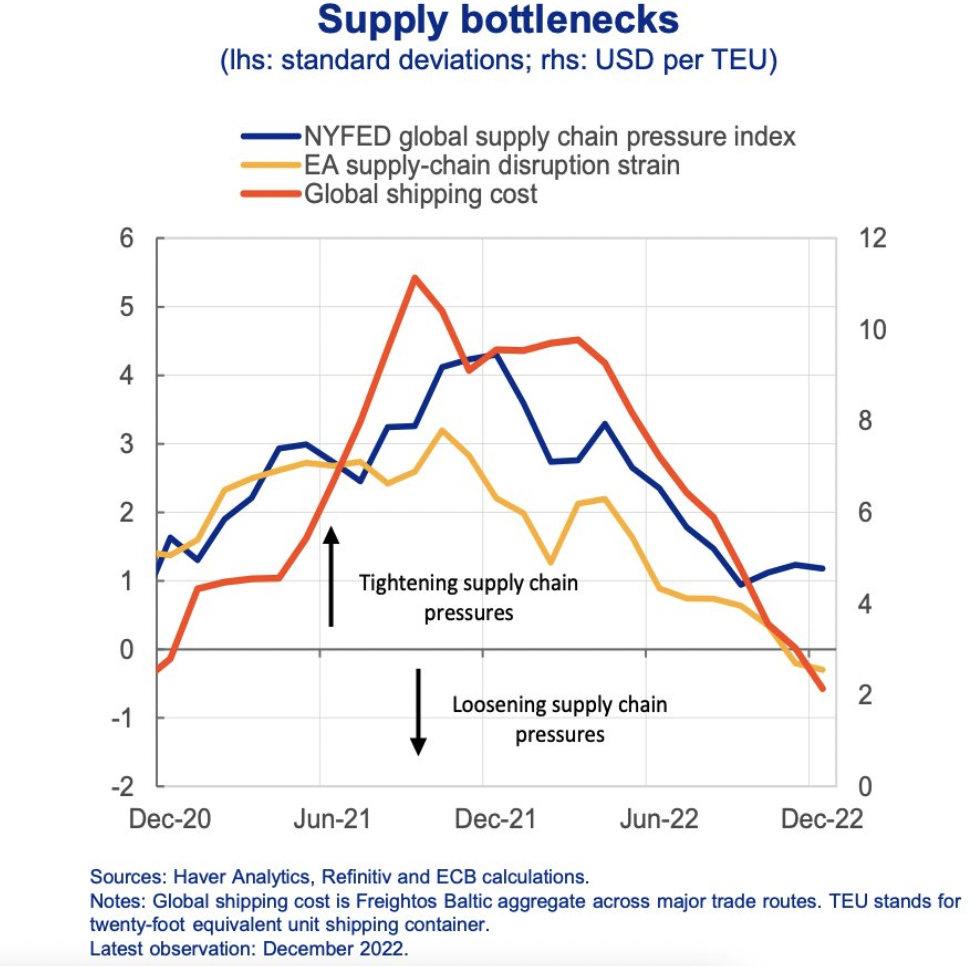 Supply bottlenecks
(lhs: standard deviations; rhs: USD per TEU)
NYFED global supply chain pressure index
EA supply-chain disruption strain
Global shipping cost
6
5
4
3
2
1
0
-1
-2
12
10
8
6
4
2
0
Tightening supply chain
pressures
Loosening supply chain
pressures
Dec-20 Jun-21 Dec-21 Jun-22 Dec-22
Sources: Haver Analytics, Refinitiv and ECB calculations.
Notes: Global shipping cost is Freightos Baltic aggregate across major trade routes. TEU stands for
twenty-foot equivalent unit shipping container.
Latest observation: December 2022.